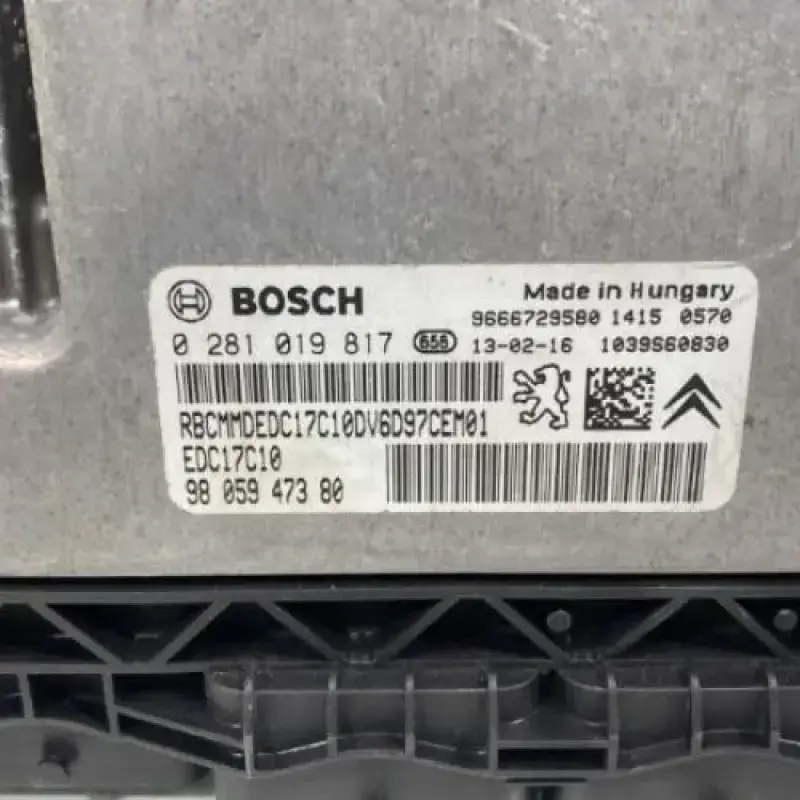 BOSCH
Made in Hungary
9666729580 1415 0570
0 281 019 817 656 13-02-16 1039S60830
RBCMMDEDC17C10DV6D97CEM01
EDC17C10
98 059 473 80